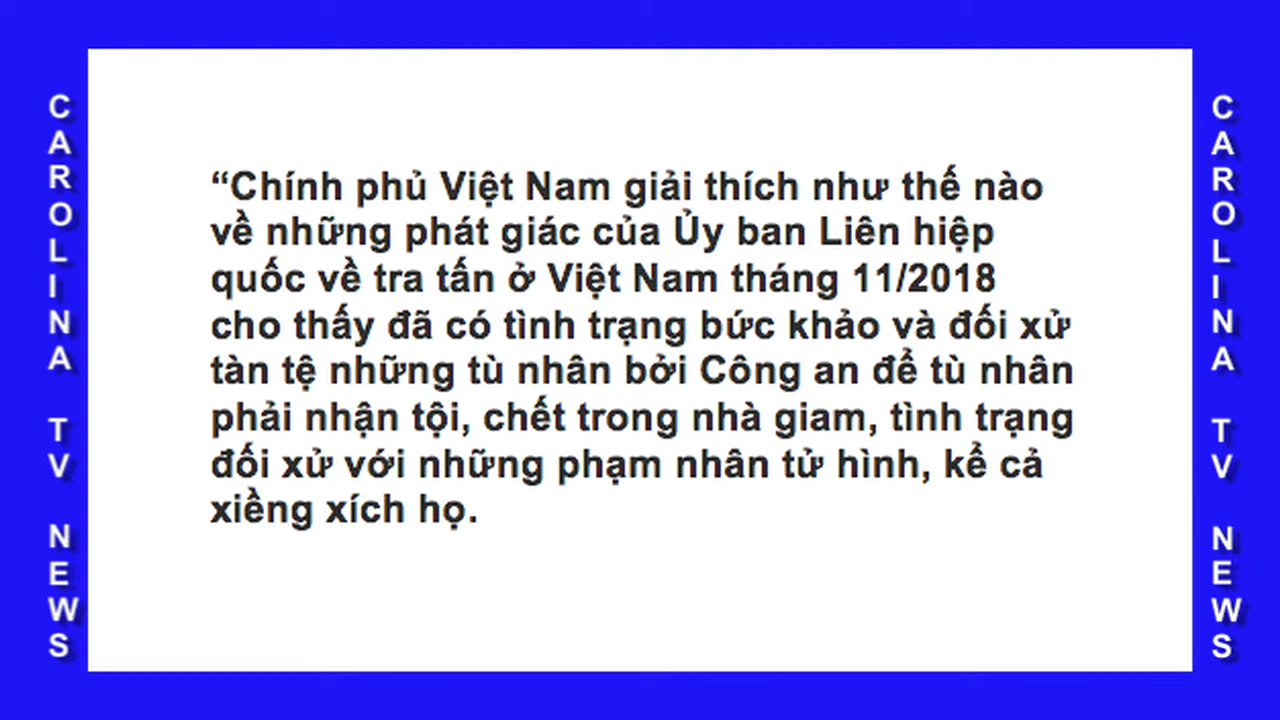 CAROLINA TV NEWS
“Chính phủ Việt Nam giải thích như thế nào
về những phát giác của Ủy ban Liên hiệp
quốc về tra tấn ở Việt Nam tháng 11/2018
cho thấy đã có tình trạng bức khảo và đối xử
tàn tệ những tù nhân bởi Công an để tù nhân
phải nhận tội, chết trong nhà giam, tình trạng
đối xử với những phạm nhân tử hình, kể cả
xiềng xích họ.
CAROLINA TV NEWS